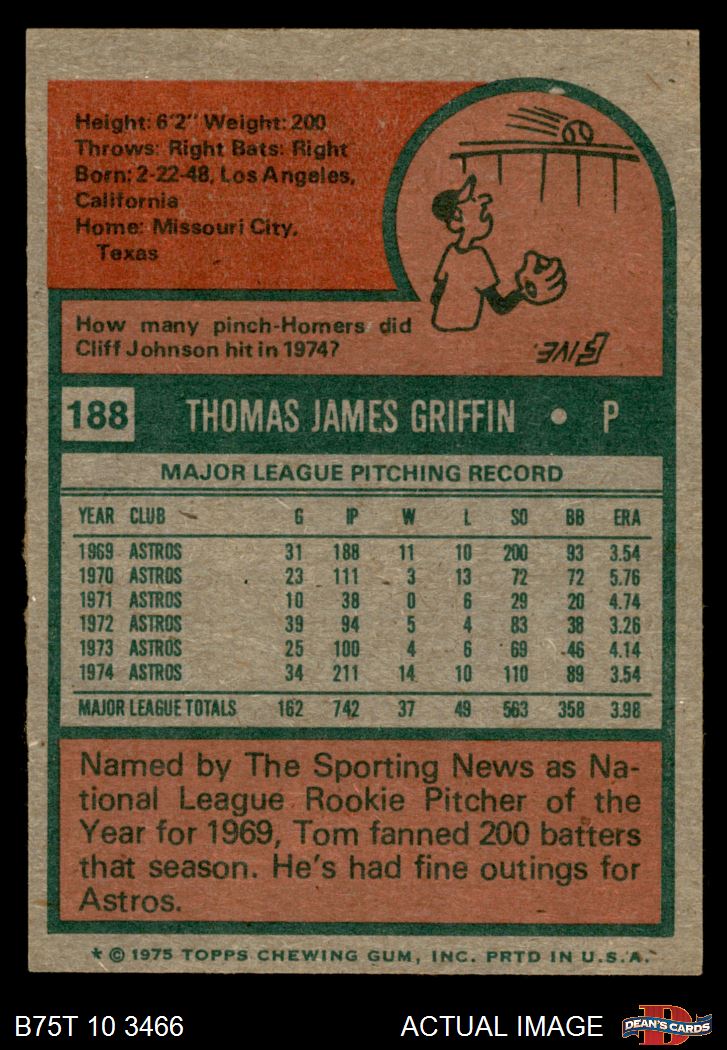 Height: 6'2" Weight: 200
Throws: Right Bats: Right
Born: 2-22-48, Los Angeles,
California
Home: Missouri City,
Texas
How many pinch-Homers did
Cliff Johnson hit in 1974?
FIVE.
188 THOMAS JAMES GRIFFIN • P
MAJOR LEAGUE PITCHING RECORD
YEAR CLUB G IP W L SO BB ERA
1969 ASTROS 31 188 11 10 200 93 3.54
1970 ASTROS 23 111 3 13 72 72 5.76
1971 ASTROS 10 38 0 6 29 20 4.74
1972 ASTROS 39 94 5 4 83 38 3.26
1973 ASTROS 25 100 4 6 69 46 4.14
1974 ASTROS 34 211 14 10 110 89 3.54
MAJOR LEAGUE TOTALS 162 742 37 49 563 358 3.98
Named by The Sporting News as Na-
tional League Rookie Pitcher of the
Year for 1969, Tom fanned 200 batters
that season. He's had fine outings for
Astros.
* © 1975 TOPPS CHEWING GUM, INC. PRTD IN U.S.A.
B75T 10 3466 ACTUAL IMAGE DEAN'S CARDS